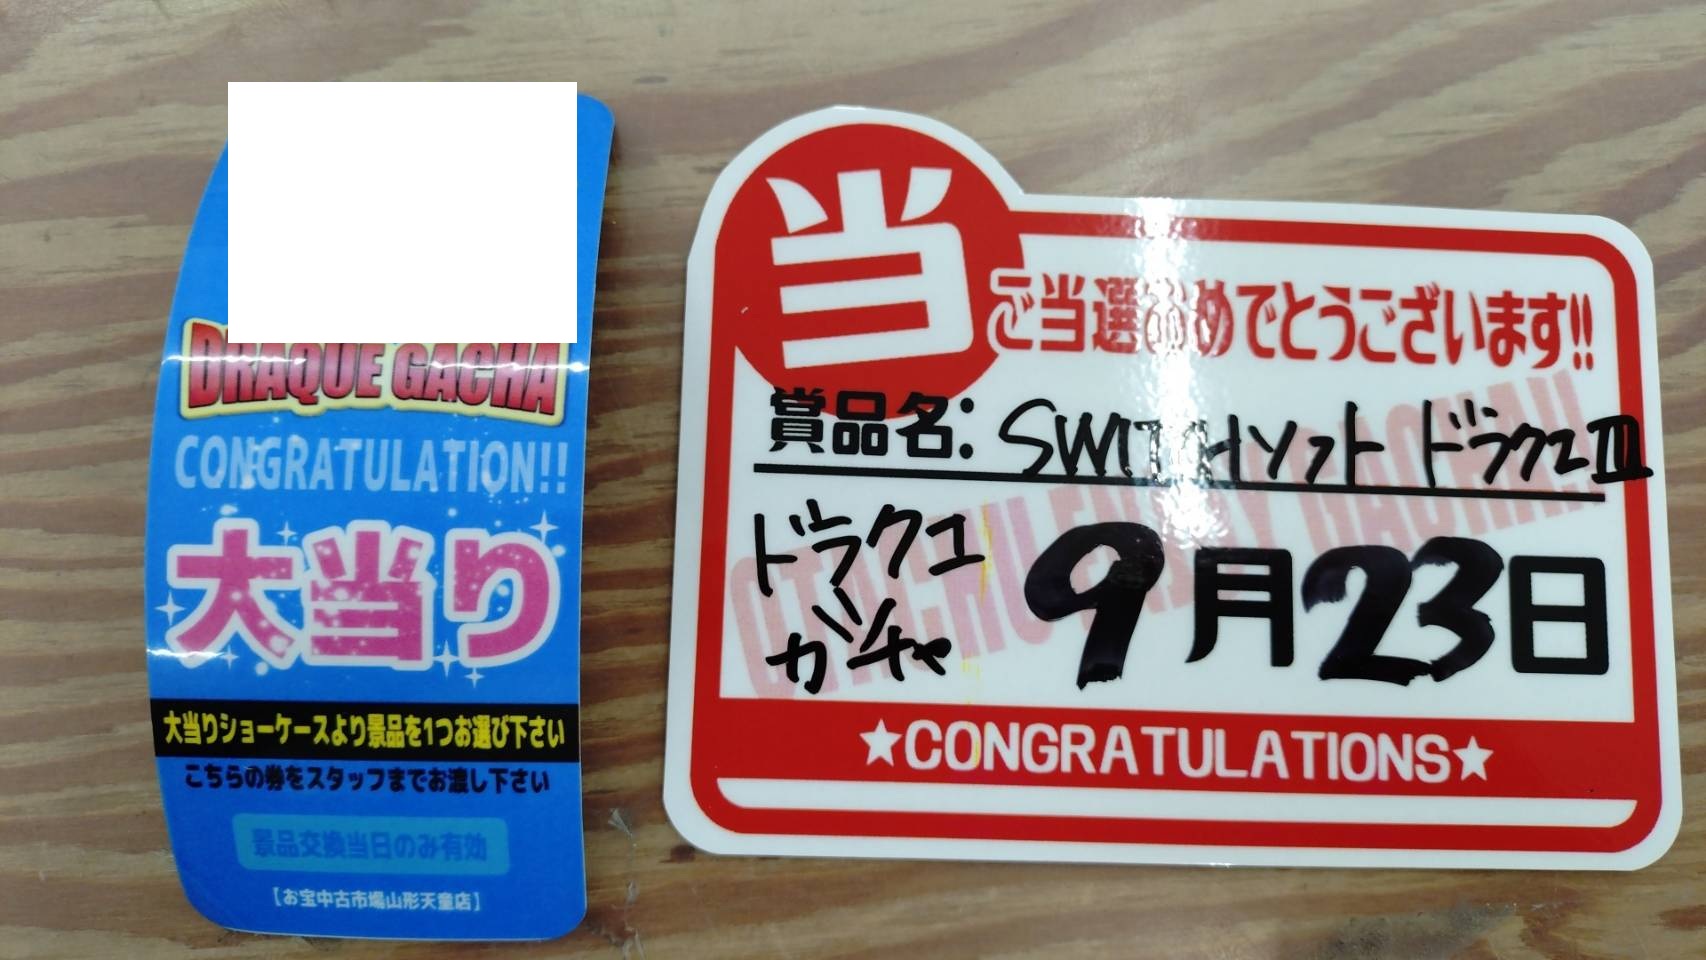 DRAQUE GACHA
CONGRATULATION!!
大当り
大当りショーケースより景品を1つお選び下さい
こちらの券をスタッフまでお渡し下さい
景品交換当日のみ有効
【お宝中古市場山形天童店】
当
ご当選おめでとうございます!!
賞品名: SWITCHソフト ドラクエⅢ
ドラクエ
ガチャ
9月23日
★CONGRATULATIONS★